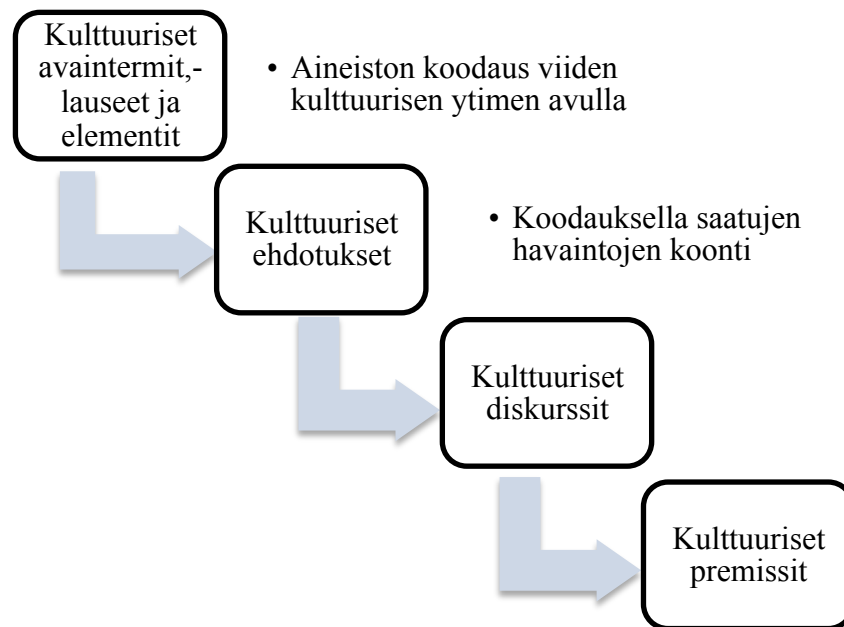 Kulttuuriset
avaintermit,-
lauseet ja
elementit
• Aineiston koodaus viiden
kulttuurisen ytimen avulla
Kulttuuriset
ehdotukset
• Koodauksella saatujen
havaintojen koonti
Kulttuuriset
diskurssit
Kulttuuriset
premissit